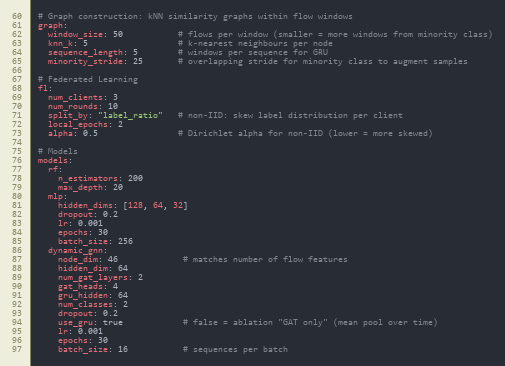 60 # Graph construction: kNN similarity graphs within flow windows
61 graph:
62   window_size: 50           # flows per window (smaller = more windows from minority class)
63   knn_k: 5                  # k-nearest neighbours per node
64   sequence_length: 5        # windows per sequence for GRU
65   minority_stride: 25       # overlapping stride for minority class to augment samples
66
67 # Federated Learning
68 fl:
69   num_clients: 3
70   num_rounds: 10
71   split_by: "label_ratio"   # non-IID: skew label distribution per client
72   local_epochs: 2
73   alpha: 0.5                # Dirichlet alpha for non-IID (lower = more skewed)
74
75 # Models
76 models:
77   rf:
78     n_estimators: 200
79     max_depth: 20
80   mlp:
81     hidden_dims: [128, 64, 32]
82     dropout: 0.2
83     lr: 0.001
84     epochs: 30
85     batch_size: 256
86   dynamic_gnn:
87     node_dim: 46             # matches number of flow features
88     hidden_dim: 64
89     num_gat_layers: 2
90     gat_heads: 4
91     gru_hidden: 64
92     num_classes: 2
93     dropout: 0.2
94     use_gru: true            # false = ablation "GAT only" (mean pool over time)
95     lr: 0.001
96     epochs: 30
97     batch_size: 16           # sequences per batch